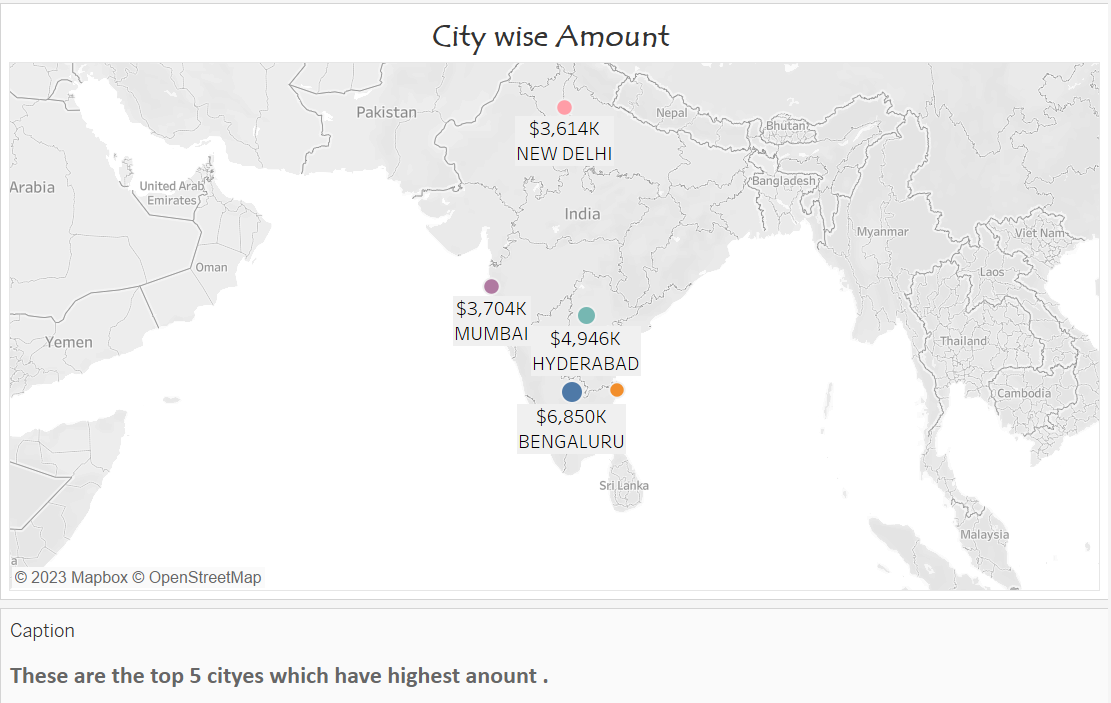 City wise Amount
Pakistan
Nepal
$3,614K
Bhutan
NEW DELHI
Bangladesh
Arabia
United Arab
Emirates
India
Myanmar
Viet Nam
Oman
Laos
$3,704K
MUMBAI
Yemen
$4,946K
HYDERABAD
Thailand
Cambodia
$6,850K
BENGALURU
Sri Lanka
Malaysia
a
© 2023 Mapbox © OpenStreetMap
Caption
These are the top 5 cityes which have highest anount .